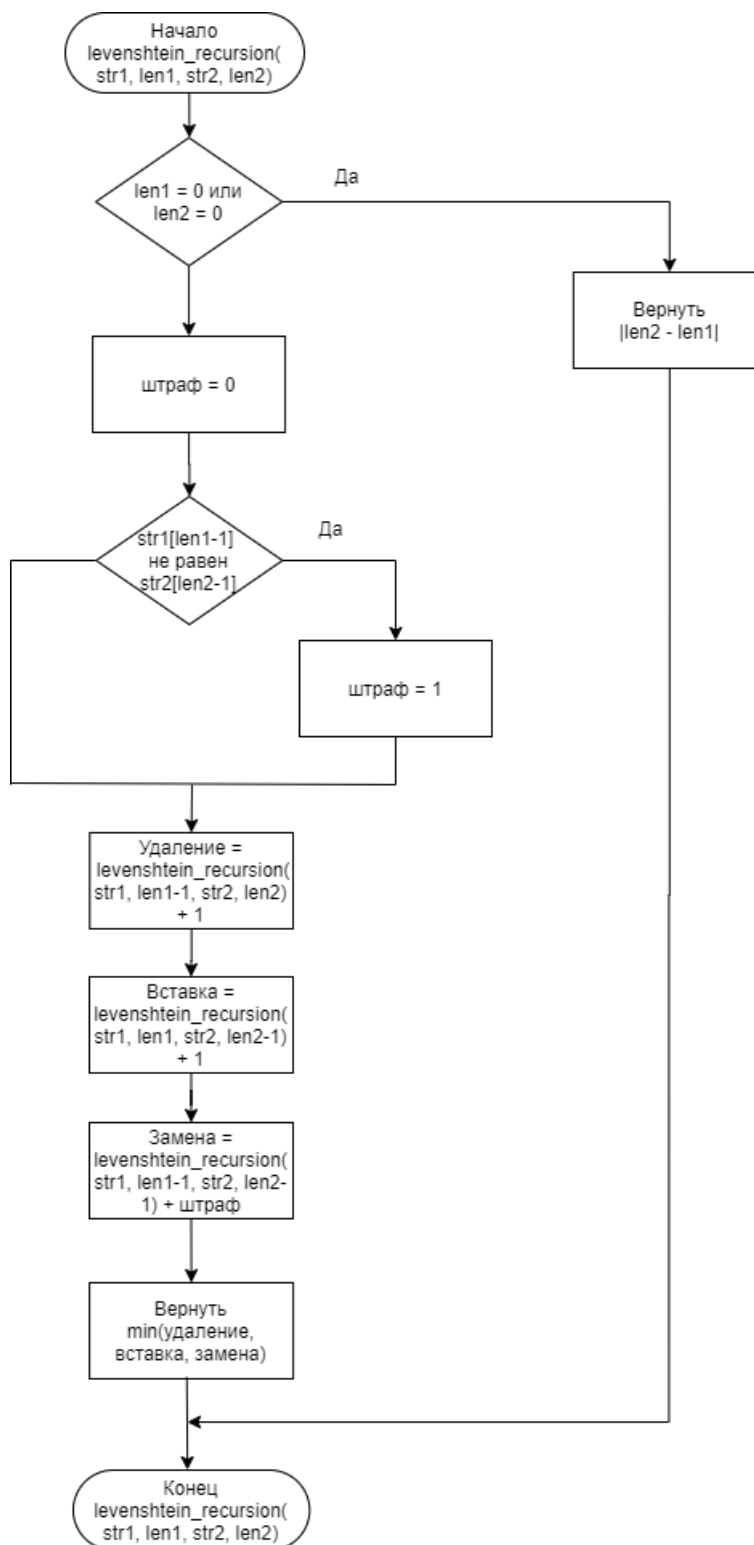 Начало
levenshtein_recursion(
str1, len1, str2, len2)
len1 = 0 или
len2 = 0
Да
Вернуть
|len2 - len1|
штраф = 0
str1[len1-1]
не равен
str2[len2-1]
Да
штраф = 1
Удаление =
levenshtein_recursion(
str1, len1-1, str2, len2)
+ 1
Вставка =
levenshtein_recursion(
str1, len1, str2, len2-1)
+ 1
Замена =
levenshtein_recursion(
str1, len1-1, str2, len2-
1) + штраф
Вернуть
min(удаление,
вставка, замена)
Конец
levenshtein_recursion(
str1, len1, str2, len2)